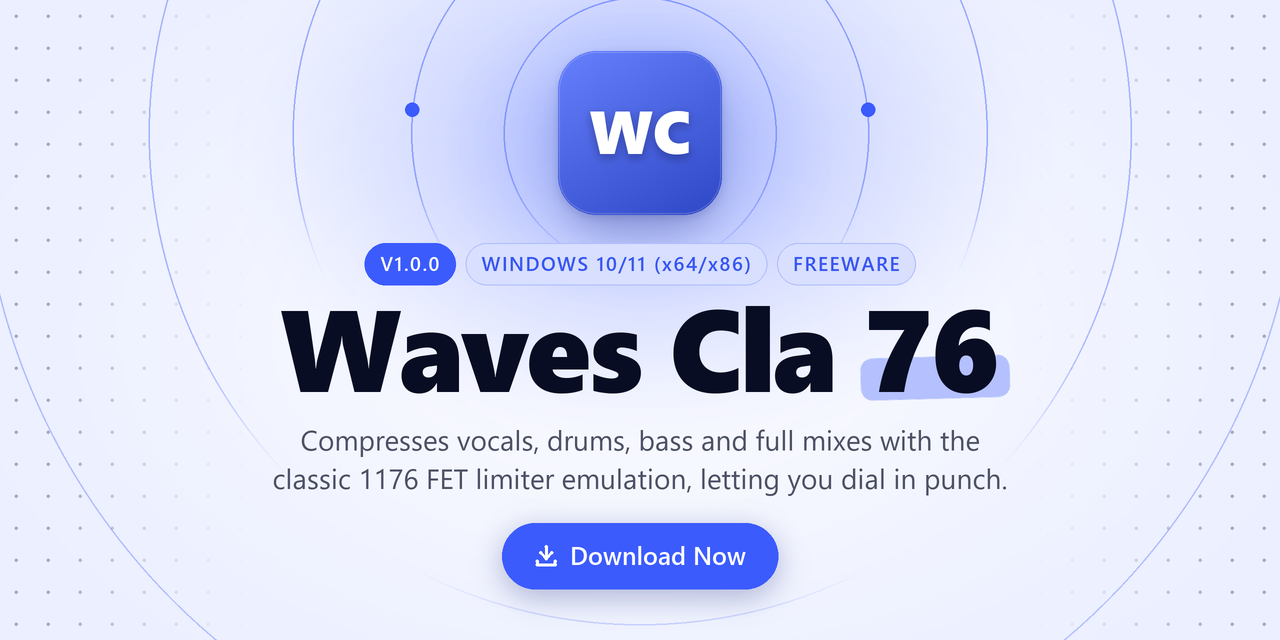 WC
V1.0.0 WINDOWS 10/11 (x64/x86) FREEWARE
Waves Cla 76
Compresses vocals, drums, bass and full mixes with the
classic 1176 FET limiter emulation, letting you dial in punch.
Download Now